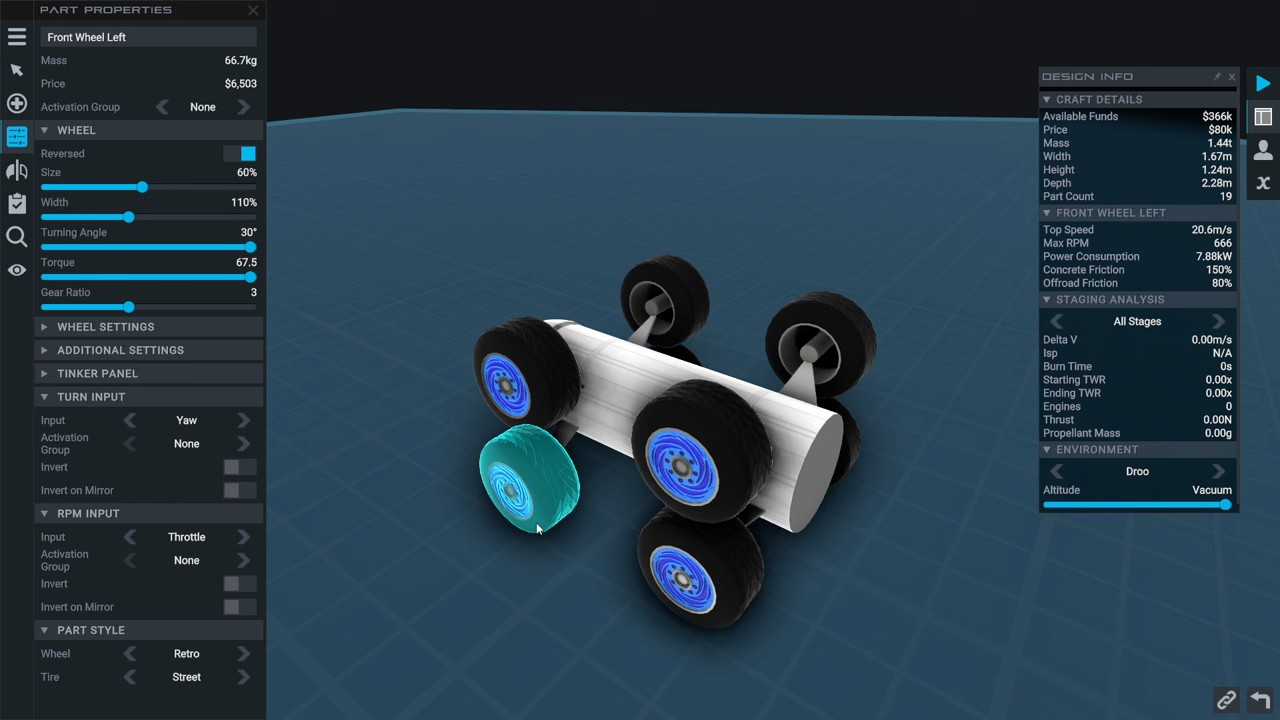 PART PROPERTIES
Front Wheel Left
Mass 66.7kg
Price $6,503
Activation Group None
WHEEL
Reversed
Size 60%
Width 110%
Turning Angle 30°
Torque 67.5
Gear Ratio 3
WHEEL SETTINGS
ADDITIONAL SETTINGS
TINKER PANEL
TURN INPUT
Input Yaw
Activation Group None
Invert
Invert on Mirror
RPM INPUT
Input Throttle
Activation Group None
Invert
Invert on Mirror
PART STYLE
Wheel Retro
Tire Street
DESIGN INFO
CRAFT DETAILS
Available Funds $366k
Price $80k
Mass 1.44t
Width 1.67m
Height 1.24m
Depth 2.28m
Part Count 19
FRONT WHEEL LEFT
Top Speed 20.6m/s
Max RPM 666
Power Consumption 7.88kW
Concrete Friction 150%
Offroad Friction 80%
STAGING ANALYSIS
All Stages
Delta V 0.00m/s
Isp N/A
Burn Time 0s
Starting TWR 0.00x
Ending TWR 0.00x
Engines 0
Thrust 0.00N
Propellant Mass 0.00g
ENVIRONMENT
Droo
Altitude Vacuum